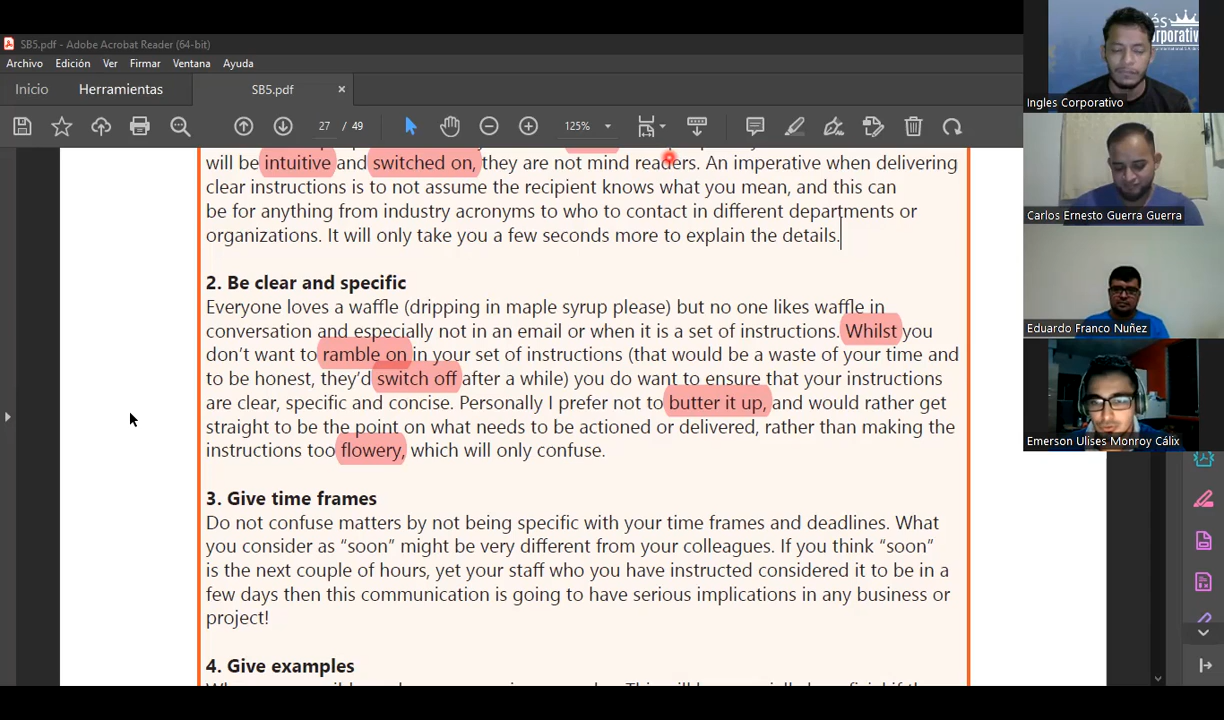 SB5.pdf - Adobe Acrobat Reader (64-bit)
Archivo Edición Ver Firmar Ventana Ayuda
Inicio Herramientas SB5.pdf ×
27 / 49 125%
will be intuitive and switched on, they are not mind readers. An imperative when delivering
clear instructions is to not assume the recipient knows what you mean, and this can
be for anything from industry acronyms to who to contact in different departments or
organizations. It will only take you a few seconds more to explain the details.
2. Be clear and specific
Everyone loves a waffle (dripping in maple syrup please) but no one likes waffle in
conversation and especially not in an email or when it is a set of instructions. Whilst you
don't want to ramble on in your set of instructions (that would be a waste of your time and
to be honest, they'd switch off after a while) you do want to ensure that your instructions
are clear, specific and concise. Personally I prefer not to butter it up, and would rather get
straight to be the point on what needs to be actioned or delivered, rather than making the
instructions too flowery, which will only confuse.
3. Give time frames
Do not confuse matters by not being specific with your time frames and deadlines. What
you consider as “soon” might be very different from your colleagues. If you think “soon”
is the next couple of hours, yet your staff who you have instructed considered it to be in a
few days then this communication is going to have serious implications in any business or
project!
4. Give examples
Ingles Corporativo
Carlos Ernesto Guerra Guerra
Eduardo Franco Nuñez
Emerson Ulises Monroy Cálix